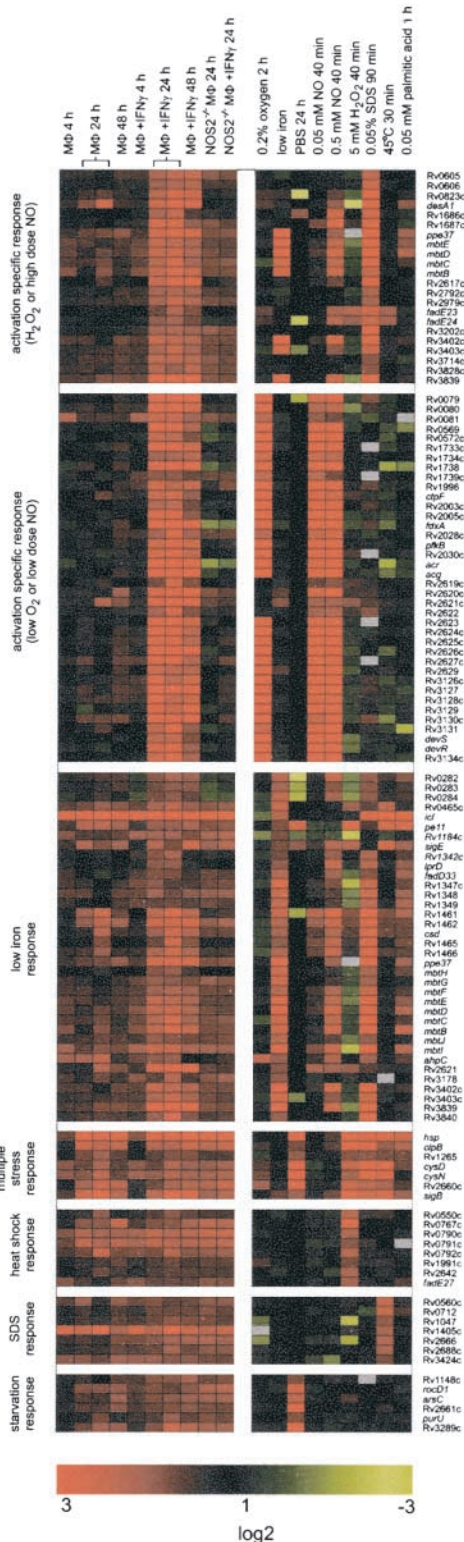 MΦ 4 h
MΦ 24 h
MΦ 48 h
MΦ +IFNγ 4 h
MΦ +IFNγ 24 h
MΦ +IFNγ 48 h
NOS2-/- MΦ 24 h
NOS2-/- MΦ +IFNγ 24 h
0.2% oxygen 2 h
low iron
PBS 24 h
0.05 mM NO 40 min
0.5 mM NO 40 min
5 mM H2O2 40 min
0.05% SDS 90 min
45°C 30 min
0.05 mM palmitic acid 1 h
activation specific response
(H2O2 or high dose NO)
Rv0605
Rv0606
Rv0823c
desA1
Rv1686c
Rv1687c
ppe37
mbtE
mbtD
mbtC
mbtB
Rv2617c
Rv2792c
Rv2979c
fadE23
fadE24
Rv3202c
Rv3402c
Rv3403c
Rv3714c
Rv3828c
Rv3839
activation specific response
(low O2 or low dose NO)
Rv0079
Rv0080
Rv0081
Rv0569
Rv0572c
Rv1733c
Rv1734c
Rv1738
Rv1739c
Rv1996
ctpF
Rv2003c
Rv2005c
fdxA
Rv2028c
pfkB
Rv2030c
acr
acg
Rv2619c
Rv2620c
Rv2621c
Rv2622
Rv2623
Rv2624c
Rv2625c
Rv2626c
Rv2627c
Rv2629
Rv3126c
Rv3127
Rv3128c
Rv3129
Rv3130c
Rv3131
devS
devR
Rv3134c
low iron
response
Rv0282
Rv0283
Rv0284
Rv0465c
icl
pe11
Rv1184c
sigE
Rv1342c
lprD
fadD33
Rv1347c
Rv1348
Rv1349
Rv1461
Rv1462
csd
Rv1465
Rv1466
ppe37
mbtH
mbtG
mbtF
mbtE
mbtD
mbtC
mbtB
mbtJ
mbtI
ahpC
Rv2621
Rv3178
Rv3402c
Rv3403c
Rv3839
Rv3840
multiple
stress
response
hsp
clpB
Rv1265
cysD
cysN
Rv2660c
sigB
heat shock
response
Rv0550c
Rv0767c
Rv0790c
Rv0791c
Rv0792c
Rv1991c
Rv2642
fadE27
SDS
response
Rv0560c
Rv0712
Rv1047
Rv1405c
Rv2666
Rv2688c
Rv3424c
starvation
response
Rv1148c
rocD1
arsC
Rv2661c
purU
Rv3289c
3 1 -3
log2